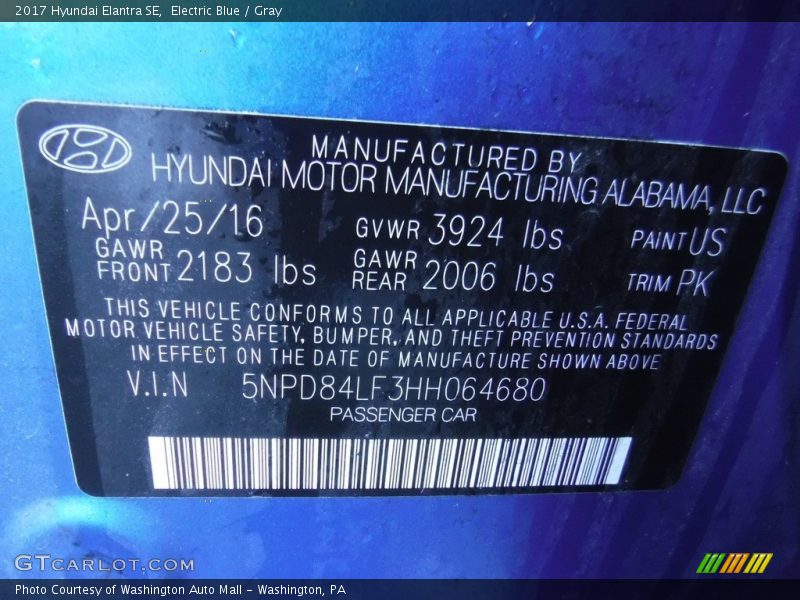 2017 Hyundai Elantra SE, Electric Blue / Gray
MANUFACTURED BY
HYUNDAI MOTOR MANUFACTURING ALABAMA, LLC
Apr/25/16 GVWR 3924 lbs PAINT US
GAWR FRONT 2183 lbs GAWR REAR 2006 lbs TRIM PK
THIS VEHICLE CONFORMS TO ALL APPLICABLE U.S.A. FEDERAL
MOTOR VEHICLE SAFETY, BUMPER, AND THEFT PREVENTION STANDARDS
IN EFFECT ON THE DATE OF MANUFACTURE SHOWN ABOVE
V.I.N 5NPD84LF3HH064680
PASSENGER CAR
GTCARLOT.COM
Photo Courtesy of Washington Auto Mall - Washington, PA